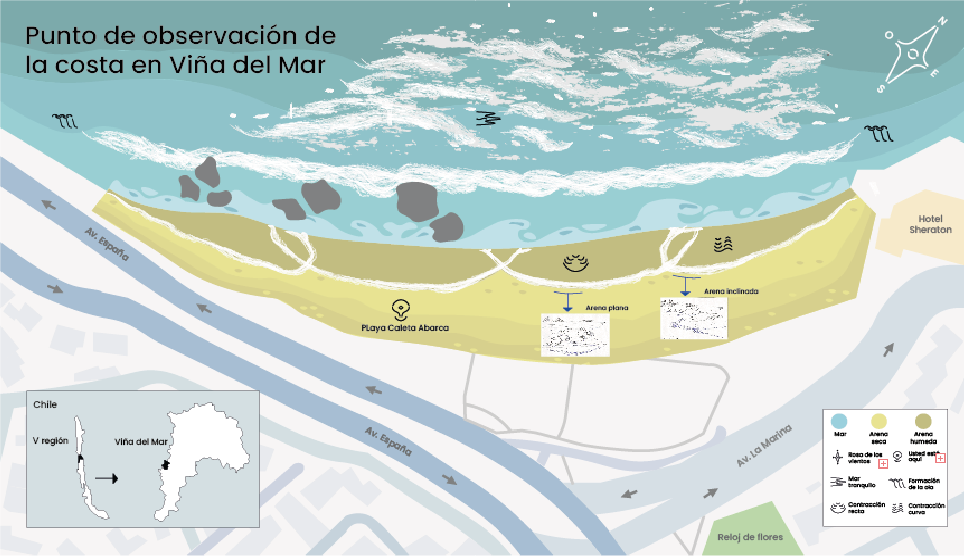 Punto de observación de
la costa en Viña del Mar
N
O
E
S
Hotel
Sheraton
Av. España
Arena inclinada
Arena plana
PLaya Caleta Abarca
Chile
V región
Viña del Mar
Av. España
Av. La Mariña
Reloj de flores
Mar
Arena
seca
Arena
humeda
Rosa de los
vientos
Usted está
aquí
Mar
tranquilo
Formación
de la ola
Contracción
recta
Contracción
curva